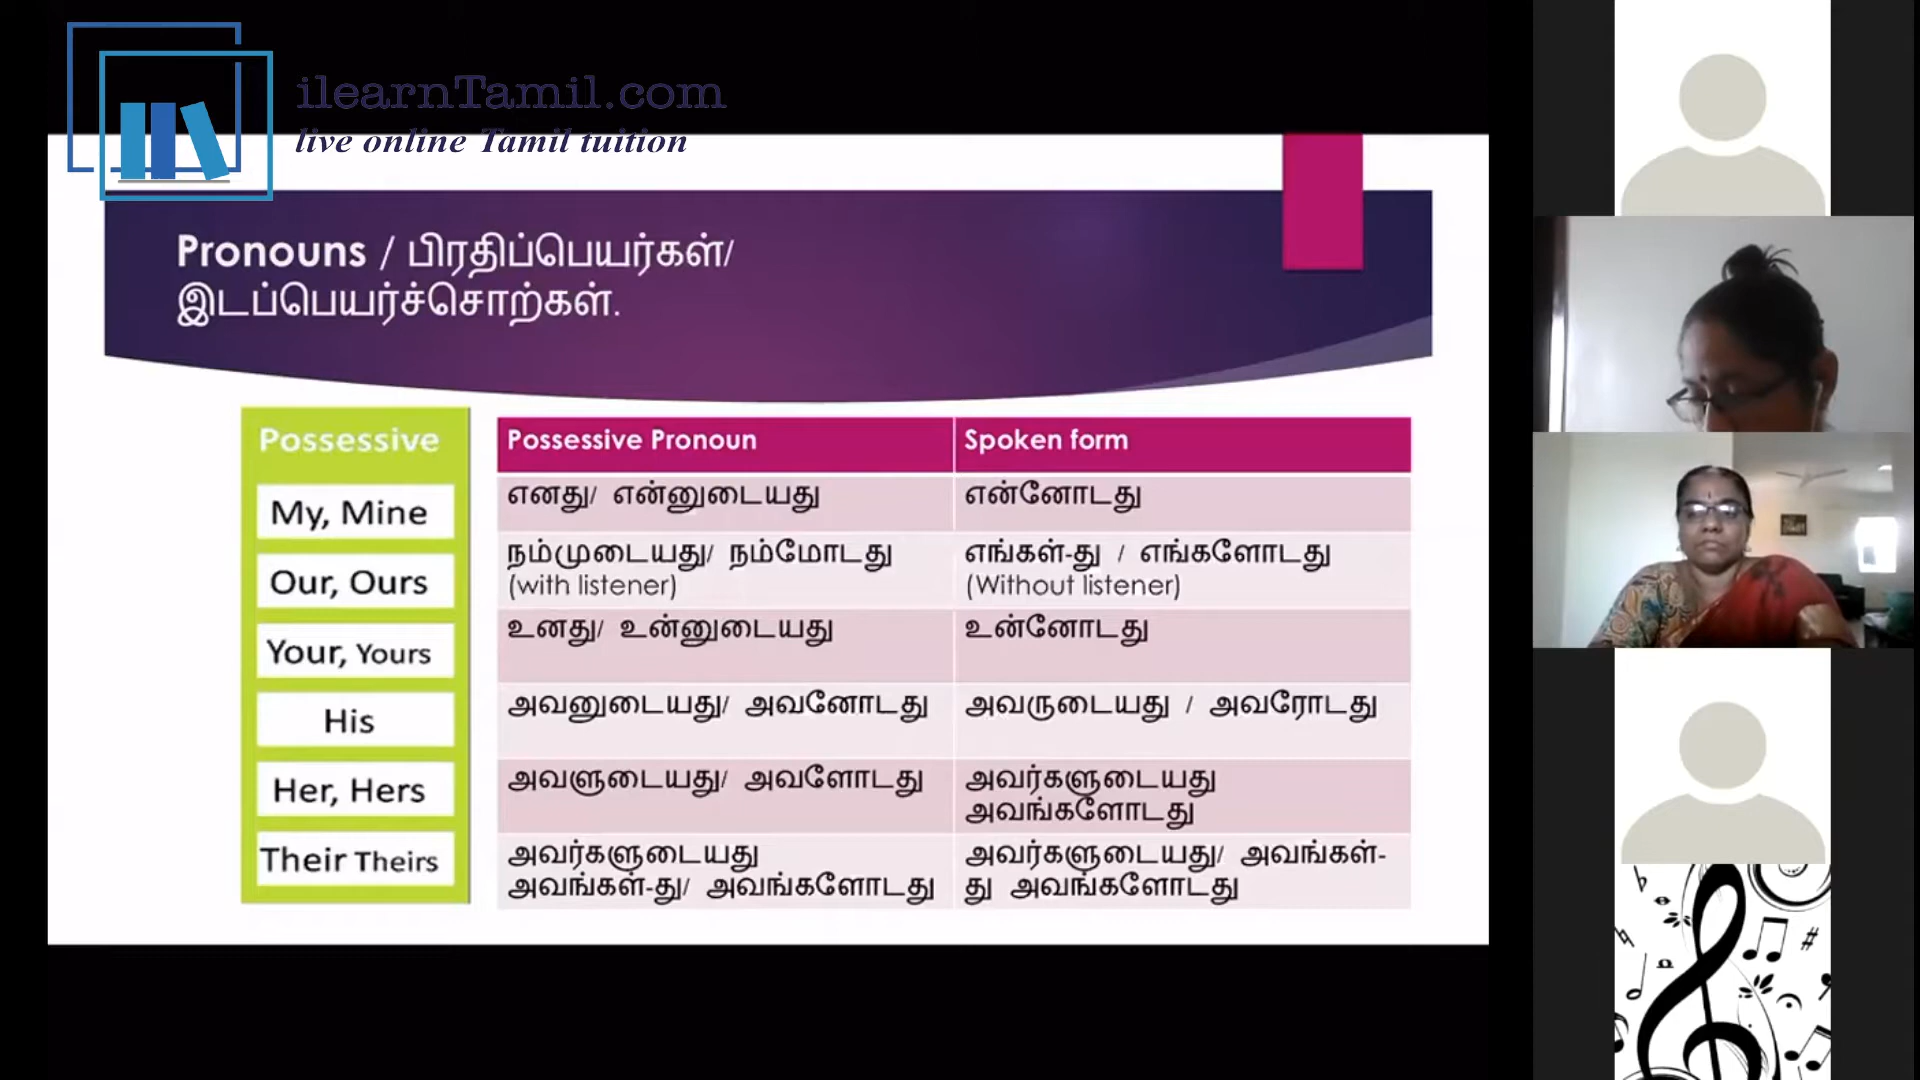 ilearnTamil.com
live online Tamil tuition
Pronouns / பிரதிப்பெயர்கள்/
இடப்பெயர்ச்சொற்கள்.
Possessive
My, Mine
Our, Ours
Your, Yours
His
Her, Hers
Their Theirs
Possessive Pronoun
Spoken form
எனது/ என்னுடையது
என்னோடது
நம்முடையது/ நம்மோடது
(with listener)
எங்கள்-து / எங்களோடது
(Without listener)
உனது/ உன்னுடையது
உன்னோடது
அவனுடையது/ அவனோடது
அவருடையது / அவரோடது
அவளுடையது/ அவளோடது
அவர்களுடையது
அவங்களோடது
அவர்களுடையது
அவங்கள்-து/ அவங்களோடது
அவர்களுடையது/ அவங்கள்-
து அவங்களோடது